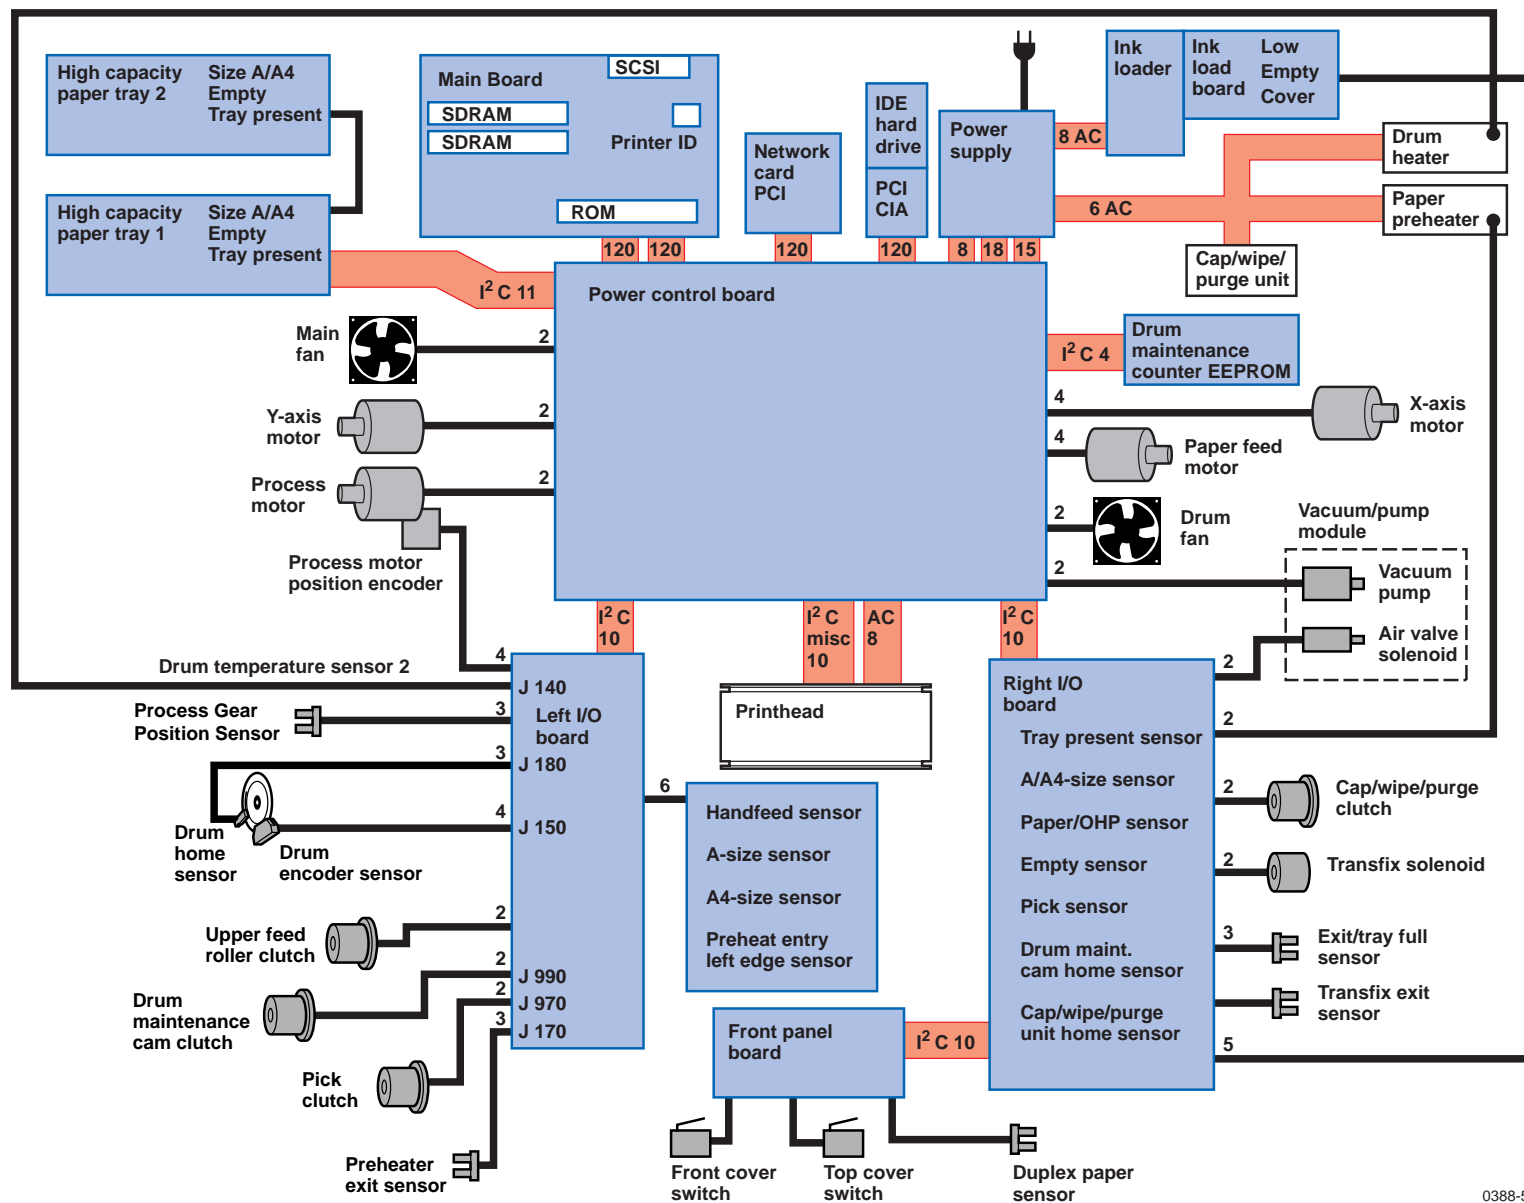 High capacity
paper tray 2
Size A/A4
Empty
Tray present
High capacity
paper tray 1
Size A/A4
Empty
Tray present
Main Board
SCSI
SDRAM
SDRAM
Printer ID
ROM
Network
card
PCI
IDE
hard
drive
PCI
CIA
Power
supply
Ink
loader
Ink
load
board
Low
Empty
Cover
8 AC
6 AC
Drum
heater
Paper
preheater
Cap/wipe/
purge unit
120
120
120
120
8
18
15
I² C 11
Power control board
Main
fan
2
Y-axis
motor
2
Process
motor
2
Process motor
position encoder
I² C 4
Drum
maintenance
counter EEPROM
4
X-axis
motor
4
Paper feed
motor
2
Drum
fan
2
Vacuum/pump
module
Vacuum
pump
Air valve
solenoid
I² C
10
I² C
misc
10
AC
8
I² C
10
Drum temperature sensor 2
4
J 140
Process Gear
Position Sensor
3
Left I/O
board
3
J 180
4
J 150
Drum
home
sensor
Drum
encoder sensor
Upper feed
roller clutch
2
Drum
maintenance
cam clutch
2
J 990
2
J 970
3
J 170
Pick
clutch
Preheater
exit sensor
Printhead
6
Handfeed sensor
A-size sensor
A4-size sensor
Preheat entry
left edge sensor
Front panel
board
I² C 10
Front cover
switch
Top cover
switch
Duplex paper
sensor
Right I/O
board
Tray present sensor
A/A4-size sensor
Paper/OHP sensor
Empty sensor
Pick sensor
Drum maint.
cam home sensor
Cap/wipe/purge
unit home sensor
2
2
2
Cap/wipe/purge
clutch
2
Transfix solenoid
3
Exit/tray full
sensor
Transfix exit
sensor
5